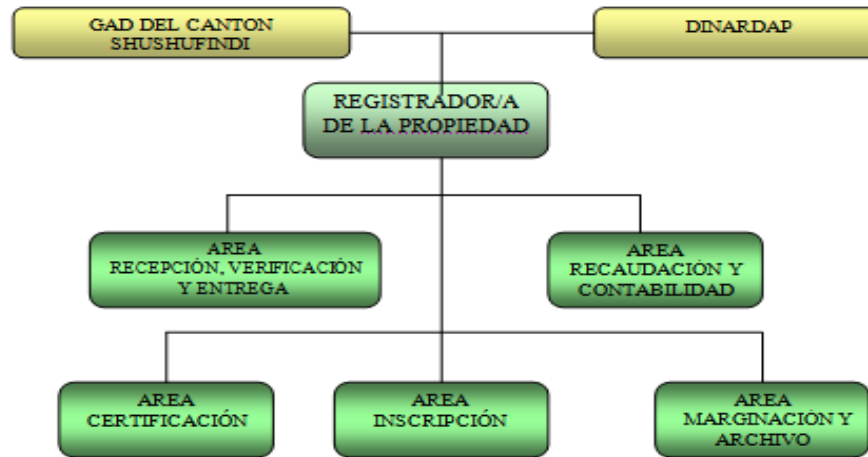 GAD DEL CANTON
SHUSHUFINDI
DINARDAP
REGISTRADOR/A
DE LA PROPIEDAD
AREA
RECEPCIÓN, VERIFICACIÓN
Y ENTREGA
AREA
RECAUDACIÓN Y
CONTABILIDAD
AREA
CERTIFICACIÓN
AREA
INSCRIPCIÓN
AREA
MARGINACIÓN Y
ARCHIVO